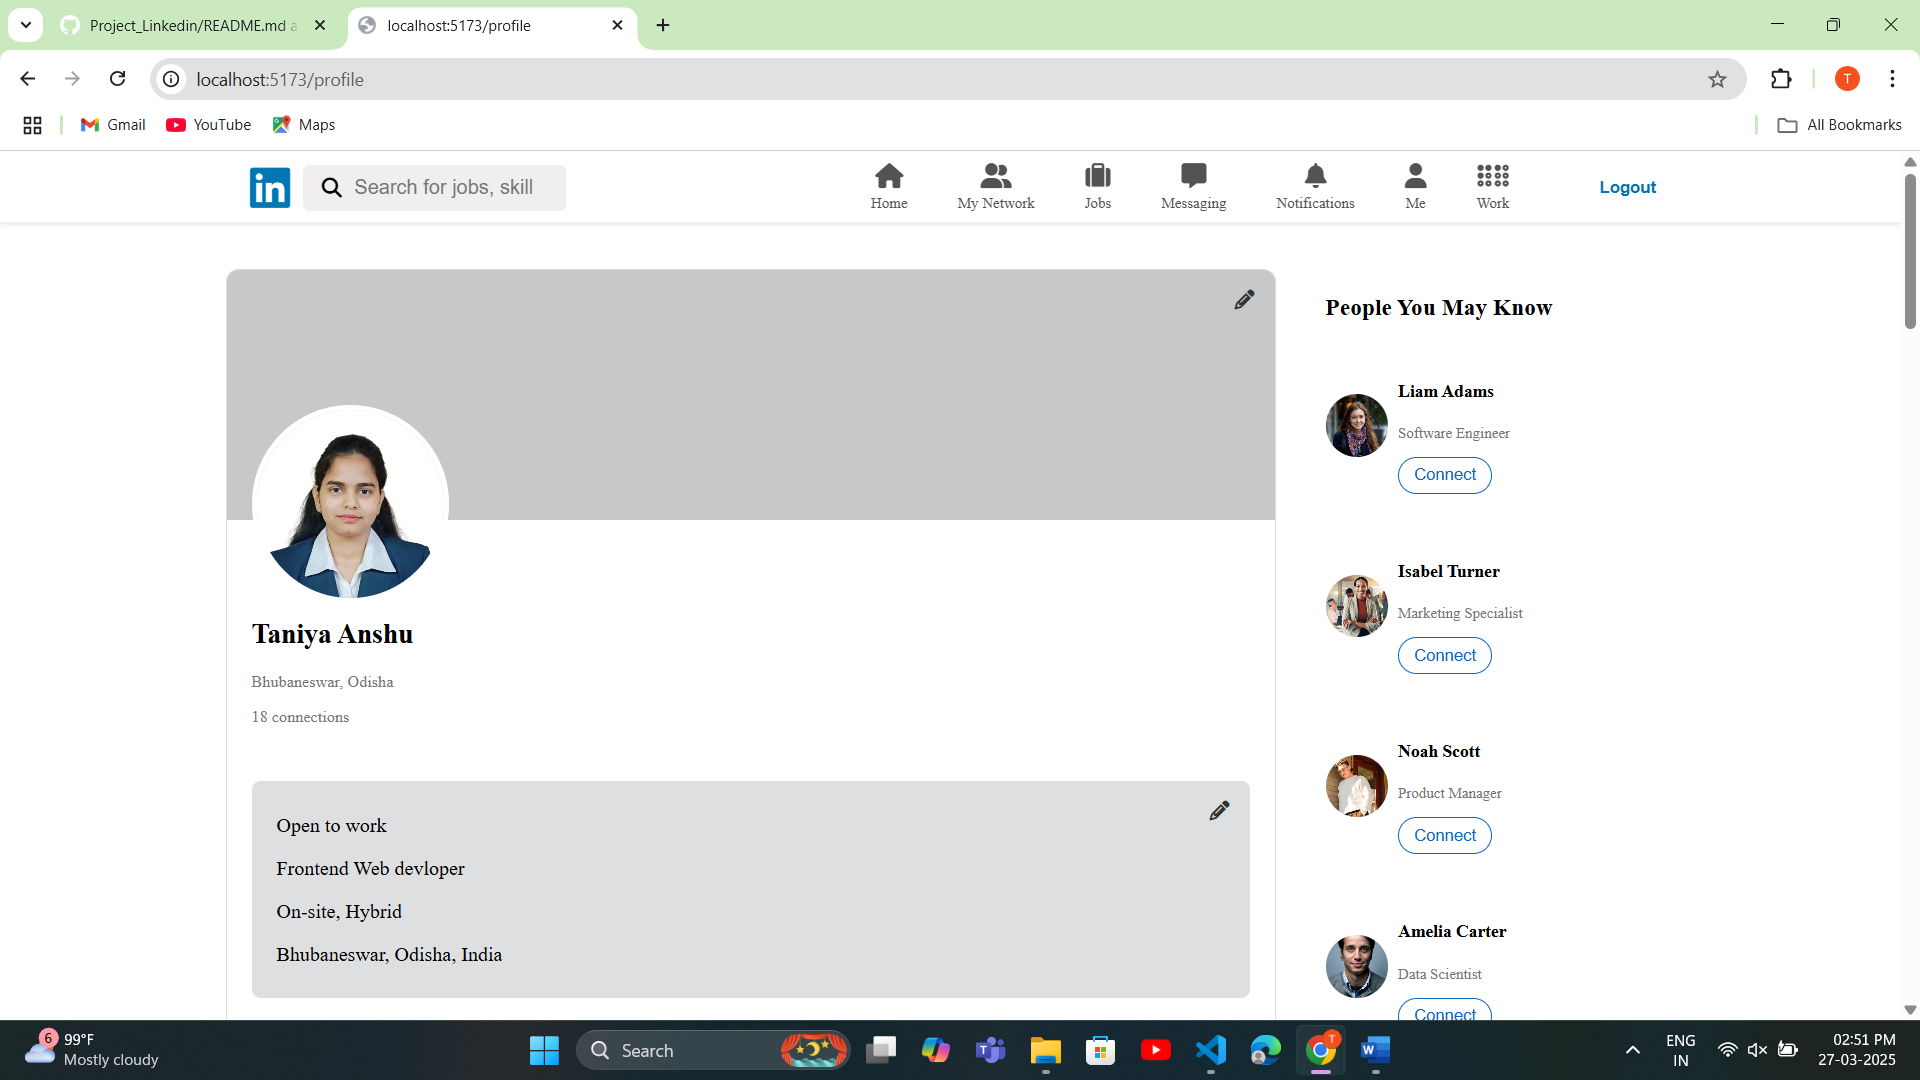 Project_Linkedin/README.md a
localhost:5173/profile
localhost:5173/profile
T
Gmail
YouTube
Maps
All Bookmarks
in
Search for jobs, skill
Home
My Network
Jobs
Messaging
Notifications
Me
Work
Logout
Taniya Anshu
Bhubaneswar, Odisha
18 connections
Open to work
Frontend Web devloper
On-site, Hybrid
Bhubaneswar, Odisha, India
People You May Know
Liam Adams
Software Engineer
Connect
Isabel Turner
Marketing Specialist
Connect
Noah Scott
Product Manager
Connect
Amelia Carter
Data Scientist
Connect
6
99°F
Mostly cloudy
Search
T
T
W
ENG
IN
02:51 PM
27-03-2025